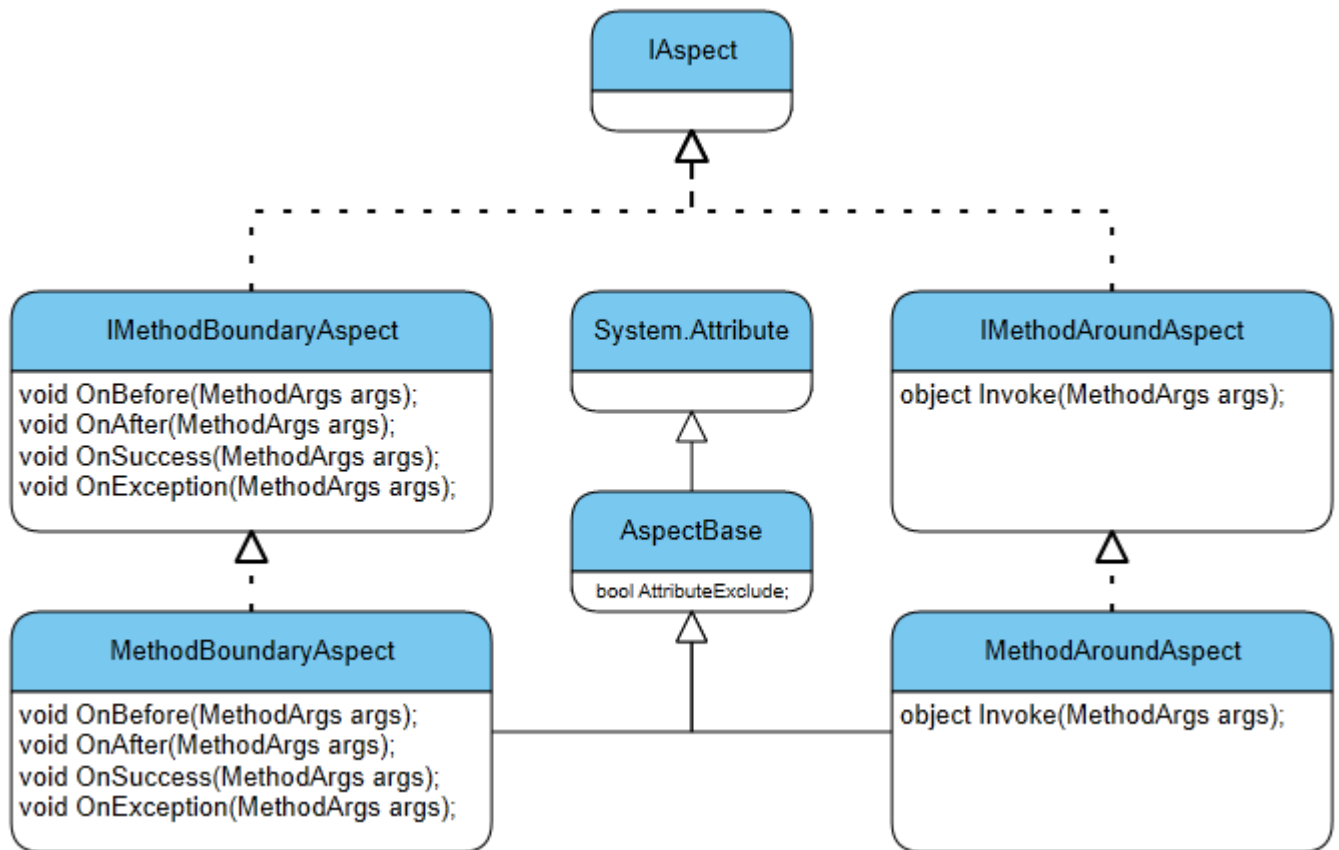 IAspect
IMethodBoundaryAspect
void OnBefore(MethodArgs args);
void OnAfter(MethodArgs args);
void OnSuccess(MethodArgs args);
void OnException(MethodArgs args);
System.Attribute
IMethodAroundAspect
object Invoke(MethodArgs args);
AspectBase
bool AttributeExclude;
MethodBoundaryAspect
void OnBefore(MethodArgs args);
void OnAfter(MethodArgs args);
void OnSuccess(MethodArgs args);
void OnException(MethodArgs args);
MethodAroundAspect
object Invoke(MethodArgs args);